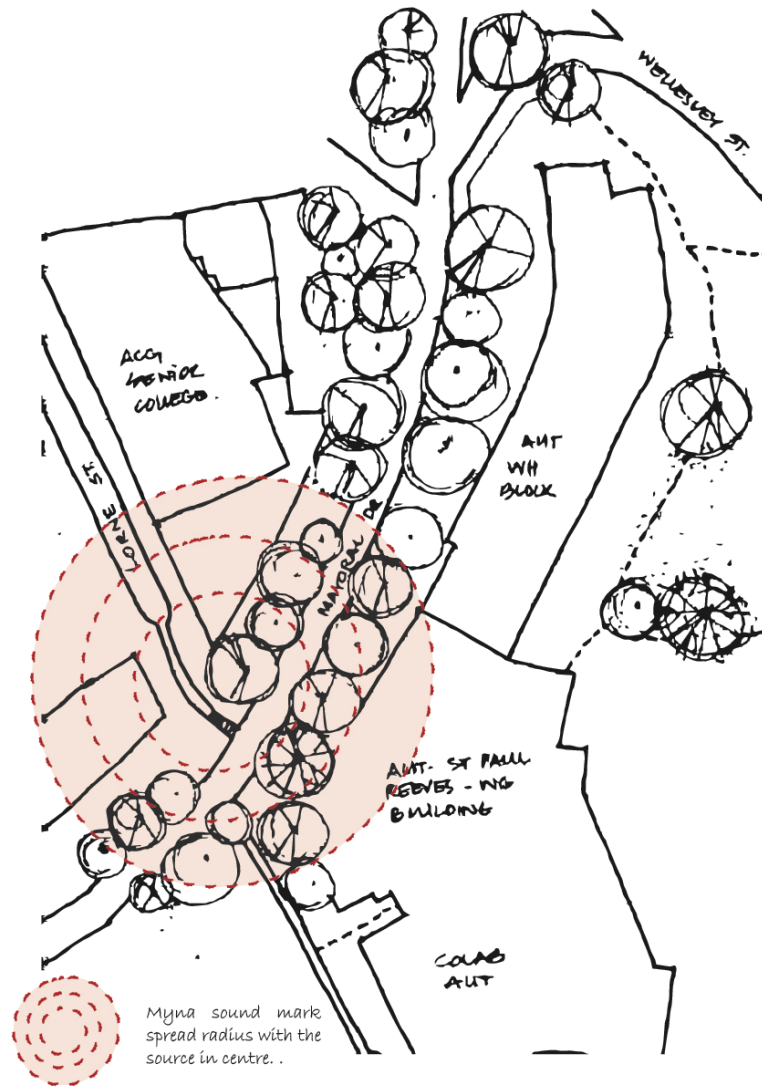 WELLESLEY ST.
ACG
SENIOR
COLLEGE.
LORNE ST.
MAYORAL DR
AUT
WH
BLOCK
AUT- ST PAUL
REEVES - WG
BUILDING
COLAB
AUT
Myna sound mark
spread radius with the
source in centre. .